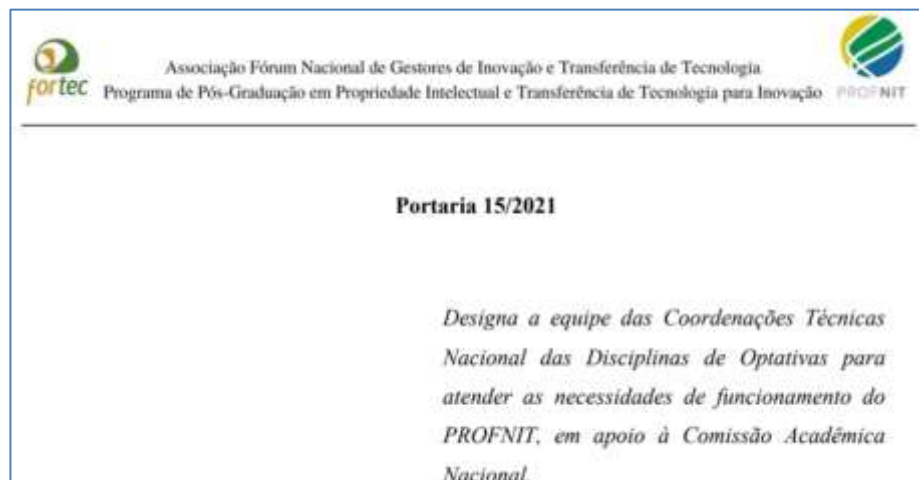 fortec
Associação Fórum Nacional de Gestores de Inovação e Transferência de Tecnologia
Programa de Pós-Graduação em Propriedade Intelectual e Transferência de Tecnologia para Inovação
PROFNIT
Portaria 15/2021
Designa a equipe das Coordenações Técnicas
Nacional das Disciplinas de Optativas para
atender as necessidades de funcionamento do
PROFNIT, em apoio à Comissão Acadêmica
Nacional.